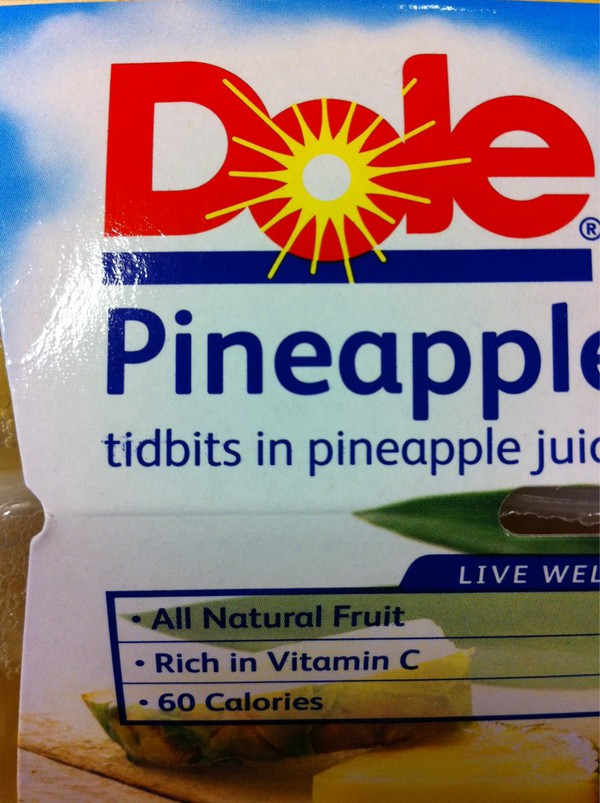 Dole®
Pineapple
tidbits in pineapple juic
LIVE WEL
• All Natural Fruit
• Rich in Vitamin C
• 60 Calories